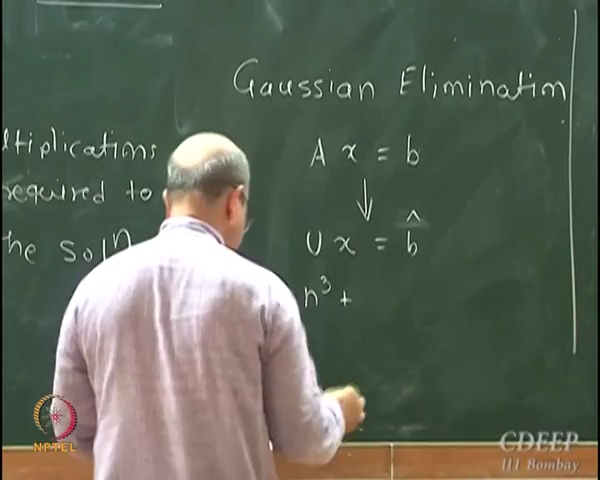 Gaussian Elimination
ltiplications
required to
the solⁿ
A x = b
↓
U x = b̂
n³ +
NPTEL
CDEEP
IIT Bombay